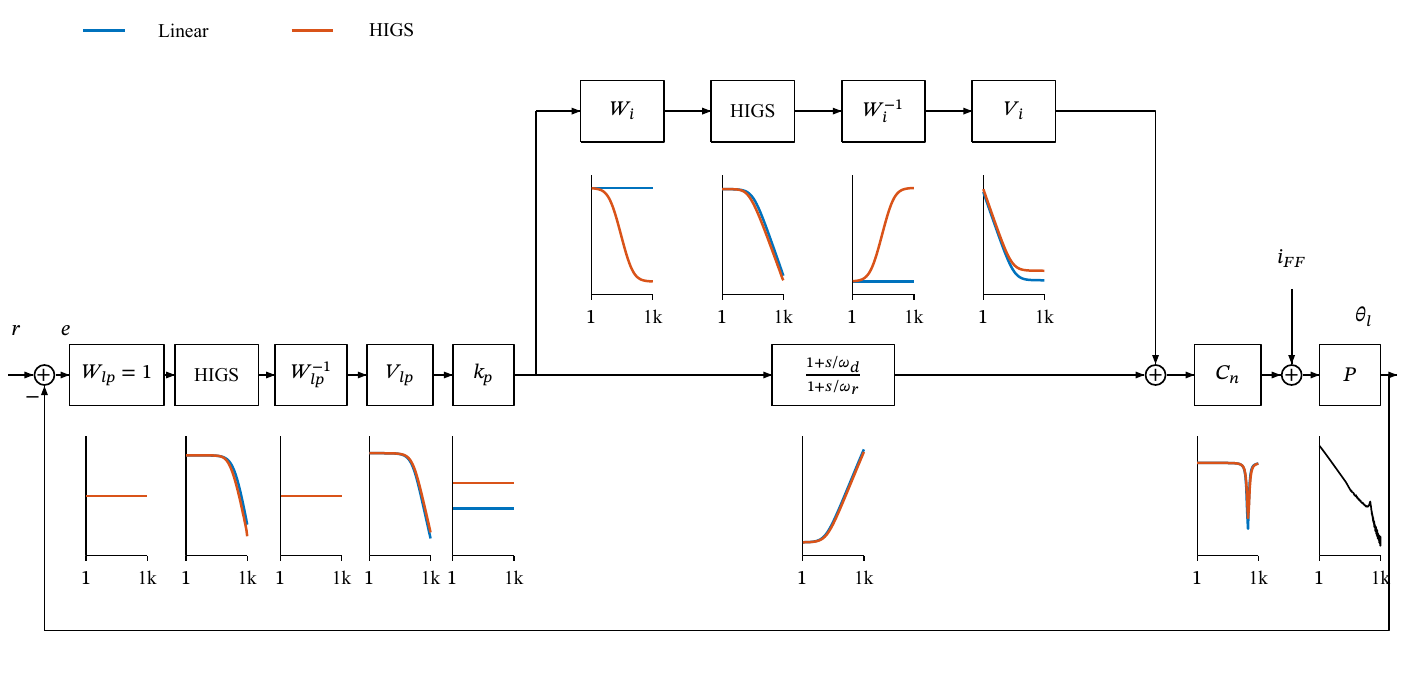 Linear HIGS
W_i HIGS W_i^{-1} V_i
1 1k 1 1k 1 1k 1 1k
i_{FF}
r e θ_l
+ W_{lp} = 1 HIGS W_{lp}^{-1} V_{lp} k_p \frac{1+s/ω_d}{1+s/ω_r} + C_n + P
−
1 1k 1 1k 1 1k 1 1k 1 1k 1 1k 1 1k 1 1k